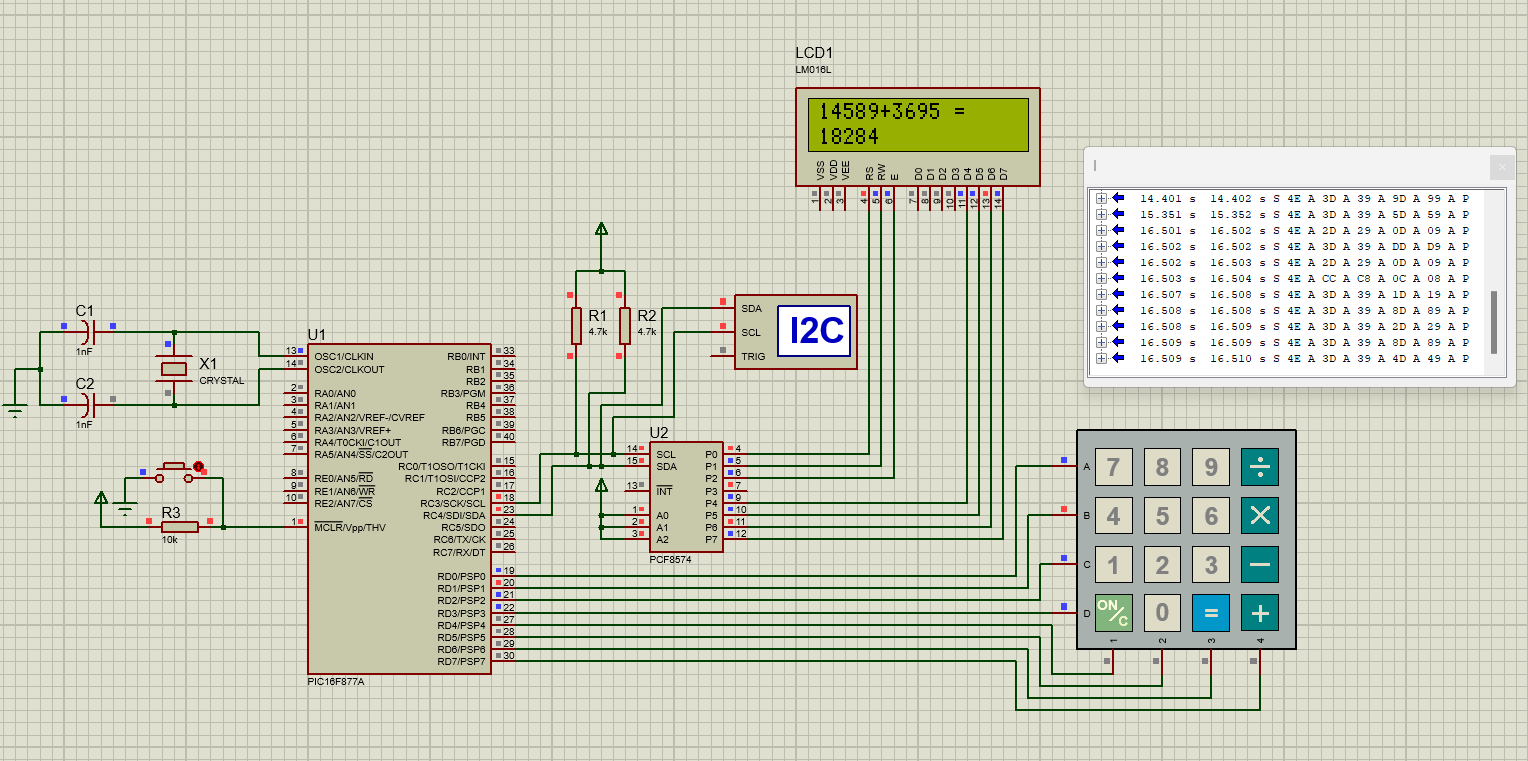 LCD1
LM016L
14589+3695 =
18284
VSS VDD VEE RS RW E D0 D1 D2 D3 D4 D5 D6 D7
1 2 3 4 5 6 7 8 9 10 11 12 13 14
14.401 s 14.402 s S 4E A 3D A 39 A 9D A 99 A P
15.351 s 15.352 s S 4E A 3D A 39 A 5D A 59 A P
16.501 s 16.502 s S 4E A 2D A 29 A 0D A 09 A P
16.502 s 16.502 s S 4E A 3D A 39 A DD A D9 A P
16.502 s 16.503 s S 4E A 2D A 29 A 0D A 09 A P
16.503 s 16.504 s S 4E A CC A C8 A 0C A 08 A P
16.507 s 16.508 s S 4E A 3D A 39 A 1D A 19 A P
16.508 s 16.508 s S 4E A 3D A 39 A 8D A 89 A P
16.508 s 16.509 s S 4E A 3D A 39 A 2D A 29 A P
16.509 s 16.509 s S 4E A 3D A 39 A 8D A 89 A P
16.509 s 16.510 s S 4E A 3D A 39 A 4D A 49 A P
C1
1nF
C2
1nF
X1
CRYSTAL
R3
10k
R1
4.7k
R2
4.7k
SDA
SCL
TRIG
I2C
U1
13 OSC1/CLKIN
14 OSC2/CLKOUT
2 RA0/AN0
3 RA1/AN1
4 RA2/AN2/VREF-/CVREF
5 RA3/AN3/VREF+
6 RA4/T0CKI/C1OUT
7 RA5/AN4/SS/C2OUT
8 RE0/AN5/RD
9 RE1/AN6/WR
10 RE2/AN7/CS
1 MCLR/Vpp/THV
RB0/INT 33
RB1 34
RB2 35
RB3/PGM 36
RB4 37
RB5 38
RB6/PGC 39
RB7/PGD 40
RC0/T1OSO/T1CKI 15
RC1/T1OSI/CCP2 16
RC2/CCP1 17
RC3/SCK/SCL 18
RC4/SDI/SDA 23
RC5/SDO 24
RC6/TX/CK 25
RC7/RX/DT 26
RD0/PSP0 19
RD1/PSP1 20
RD2/PSP2 21
RD3/PSP3 22
RD4/PSP4 27
RD5/PSP5 28
RD6/PSP6 29
RD7/PSP7 30
PIC16F877A
U2
14 SCL P0 4
15 SDA P1 5
P2 6
13 INT P3 7
P4 9
1 A0 P5 10
2 A1 P6 11
3 A2 P7 12
PCF8574
A 7 8 9 ÷
B 4 5 6 ×
C 1 2 3 −
D ON/C 0 = +
1 2 3 4